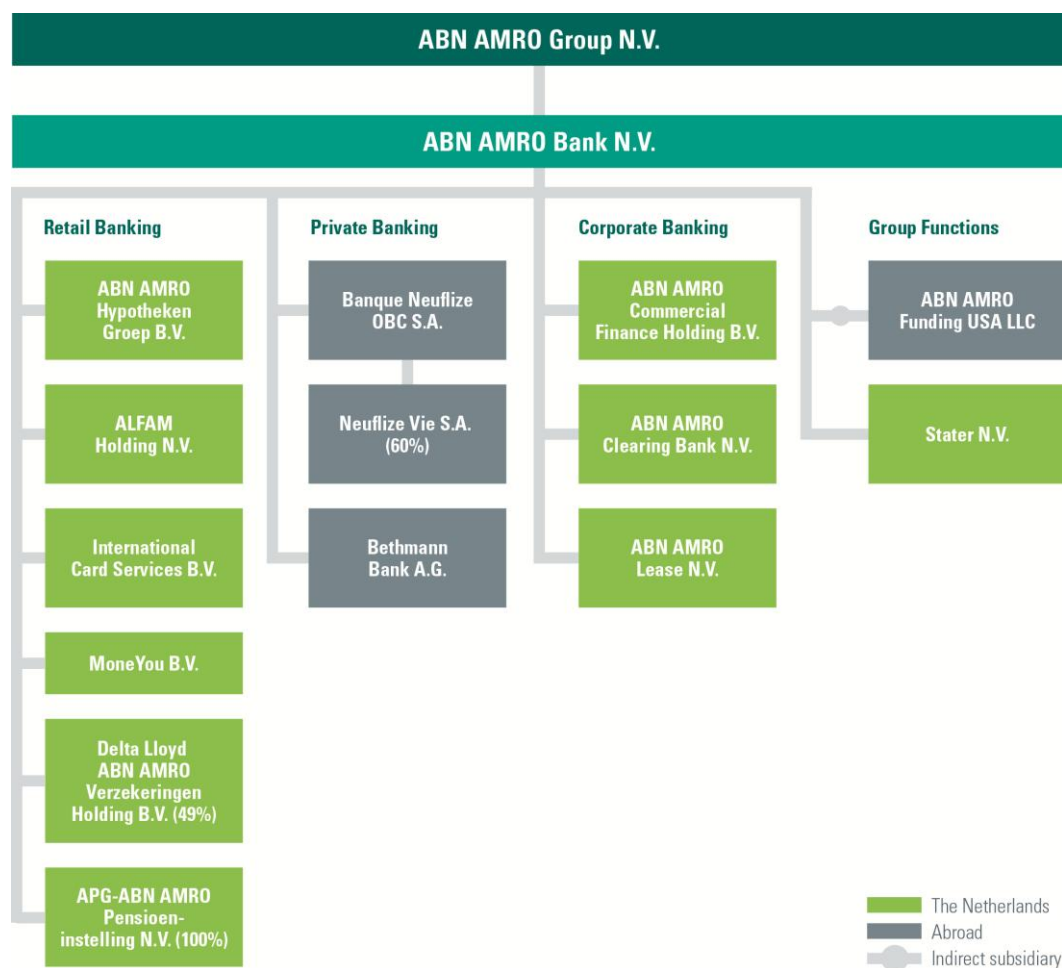 ABN AMRO Group N.V.
ABN AMRO Bank N.V.
Retail Banking
ABN AMRO
Hypotheken
Groep B.V.
ALFAM
Holding N.V.
International
Card Services B.V.
MoneYou B.V.
Delta Lloyd
ABN AMRO
Verzekeringen
Holding B.V. (49%)
APG-ABN AMRO
Pensioen-
instelling N.V. (100%)
Private Banking
Banque Neuflize
OBC S.A.
Neuflize Vie S.A.
(60%)
Bethmann
Bank A.G.
Corporate Banking
ABN AMRO
Commercial
Finance Holding B.V.
ABN AMRO
Clearing Bank N.V.
ABN AMRO
Lease N.V.
Group Functions
ABN AMRO
Funding USA LLC
Stater N.V.
The Netherlands
Abroad
Indirect subsidiary